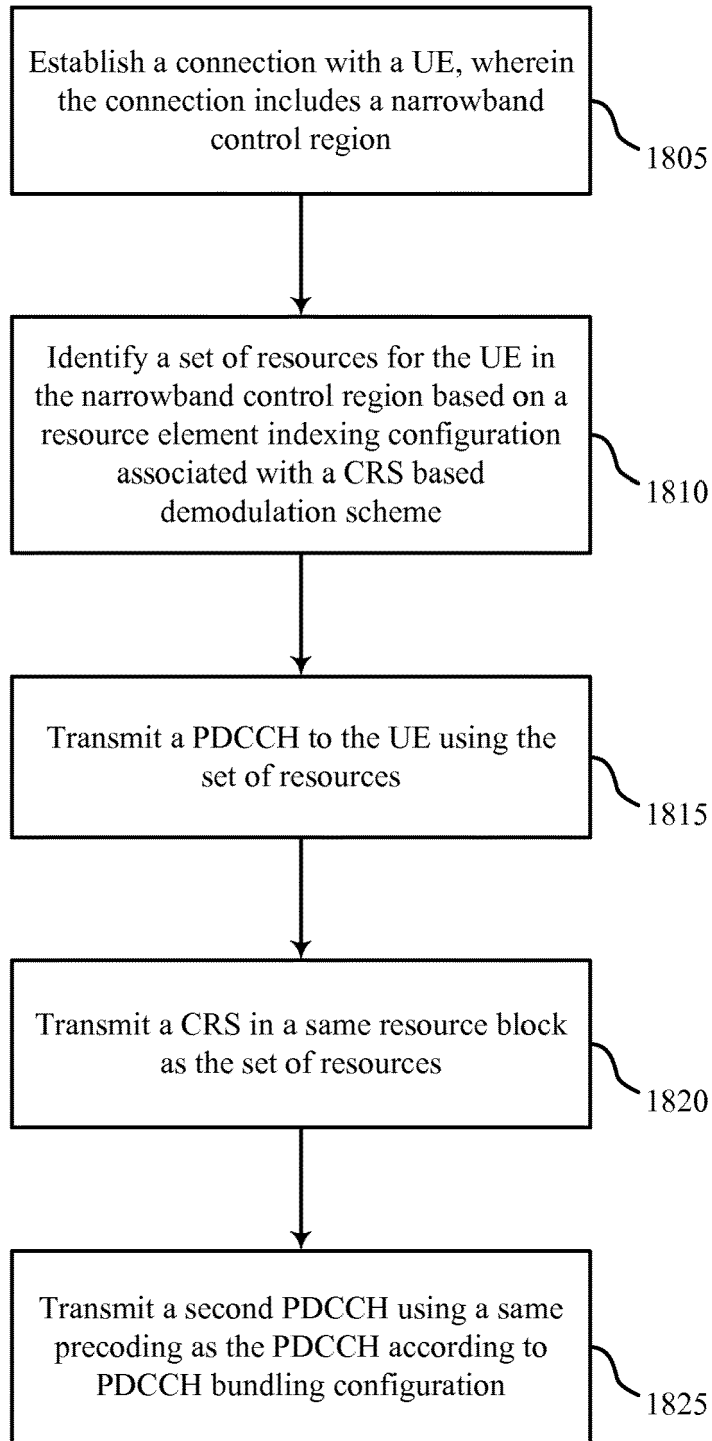 Establish a connection with a UE, wherein
the connection includes a narrowband
control region
1805
Identify a set of resources for the UE in
the narrowband control region based on a
resource element indexing configuration
associated with a CRS based
demodulation scheme
1810
Transmit a PDCCH to the UE using the
set of resources
1815
Transmit a CRS in a same resource block
as the set of resources
1820
Transmit a second PDCCH using a same
precoding as the PDCCH according to
PDCCH bundling configuration
1825